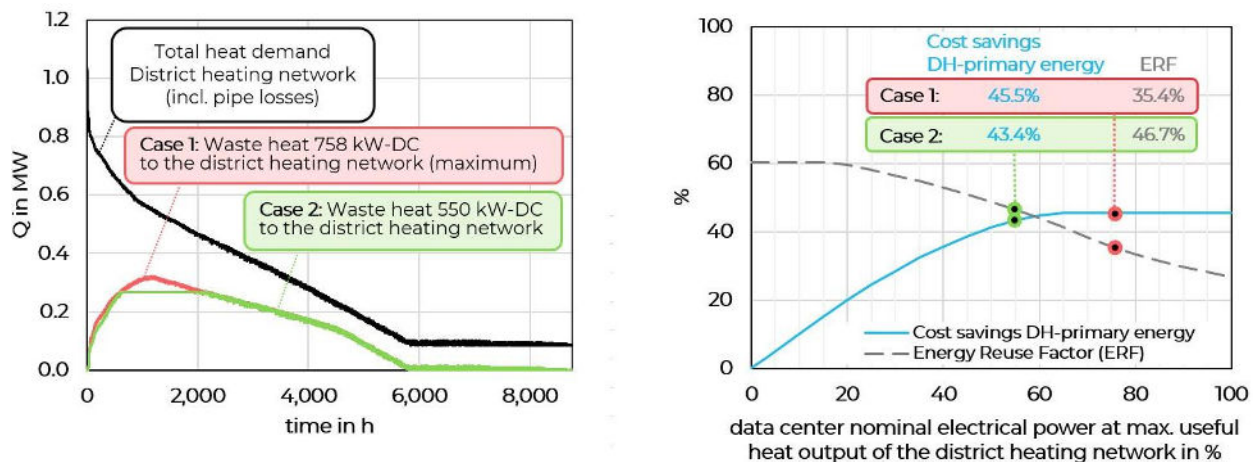 1.2
1.0
0.8
0.6
0.4
0.2
0.0
Q in MW
0
2,000
4,000
6,000
8,000
time in h
Total heat demand
District heating network
(incl. pipe losses)
Case 1: Waste heat 758 kW-DC
to the district heating network (maximum)
Case 2: Waste heat 550 kW-DC
to the district heating network
100
80
60
40
20
0
%
Cost savings
DH-primary energy
ERF
Case 1: 45.5% 35.4%
Case 2: 43.4% 46.7%
Cost savings DH-primary energy
Energy Reuse Factor (ERF)
0
20
40
60
80
100
data center nominal electrical power at max. useful
heat output of the district heating network in %